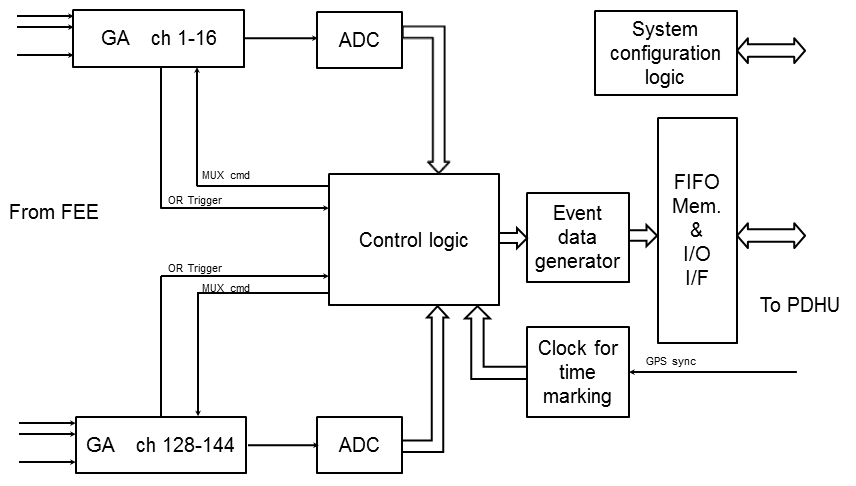 GA ch 1-16
ADC
System
configuration
logic
MUX cmd
OR Trigger
From FEE
Control logic
Event
data
generator
FIFO
Mem.
&
I/O
I/F
To PDHU
OR Trigger
MUX cmd
Clock for
time
marking
GPS sync
GA ch 128-144
ADC